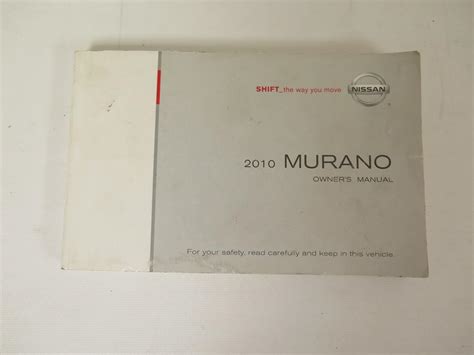 SHIFT_the way you move
NISSAN
2010 MURANO
OWNER'S MANUAL
For your safety, read carefully and keep in this vehicle.